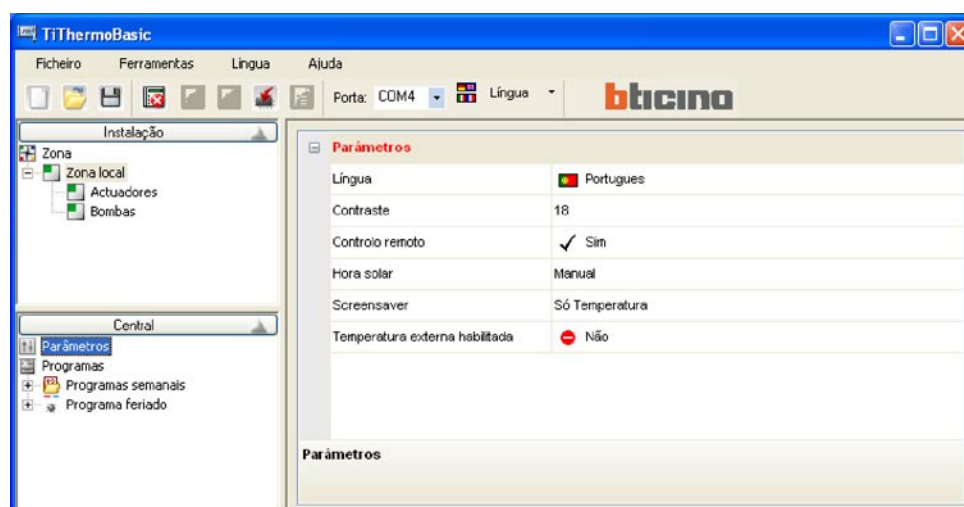 TiThermoBasic
Ficheiro Ferramentas Língua Ajuda
Porta: COM4 Língua bticino
Instalação
Zona
Zona local
Actuadores
Bombas
Central
Parâmetros
Programas
Programas semanais
Programa feriado
Parâmetros
Língua Portugues
Contraste 18
Controlo remoto Sim
Hora solar Manual
Screensaver Só Temperatura
Temperatura externa habilitada Não
Parámetros